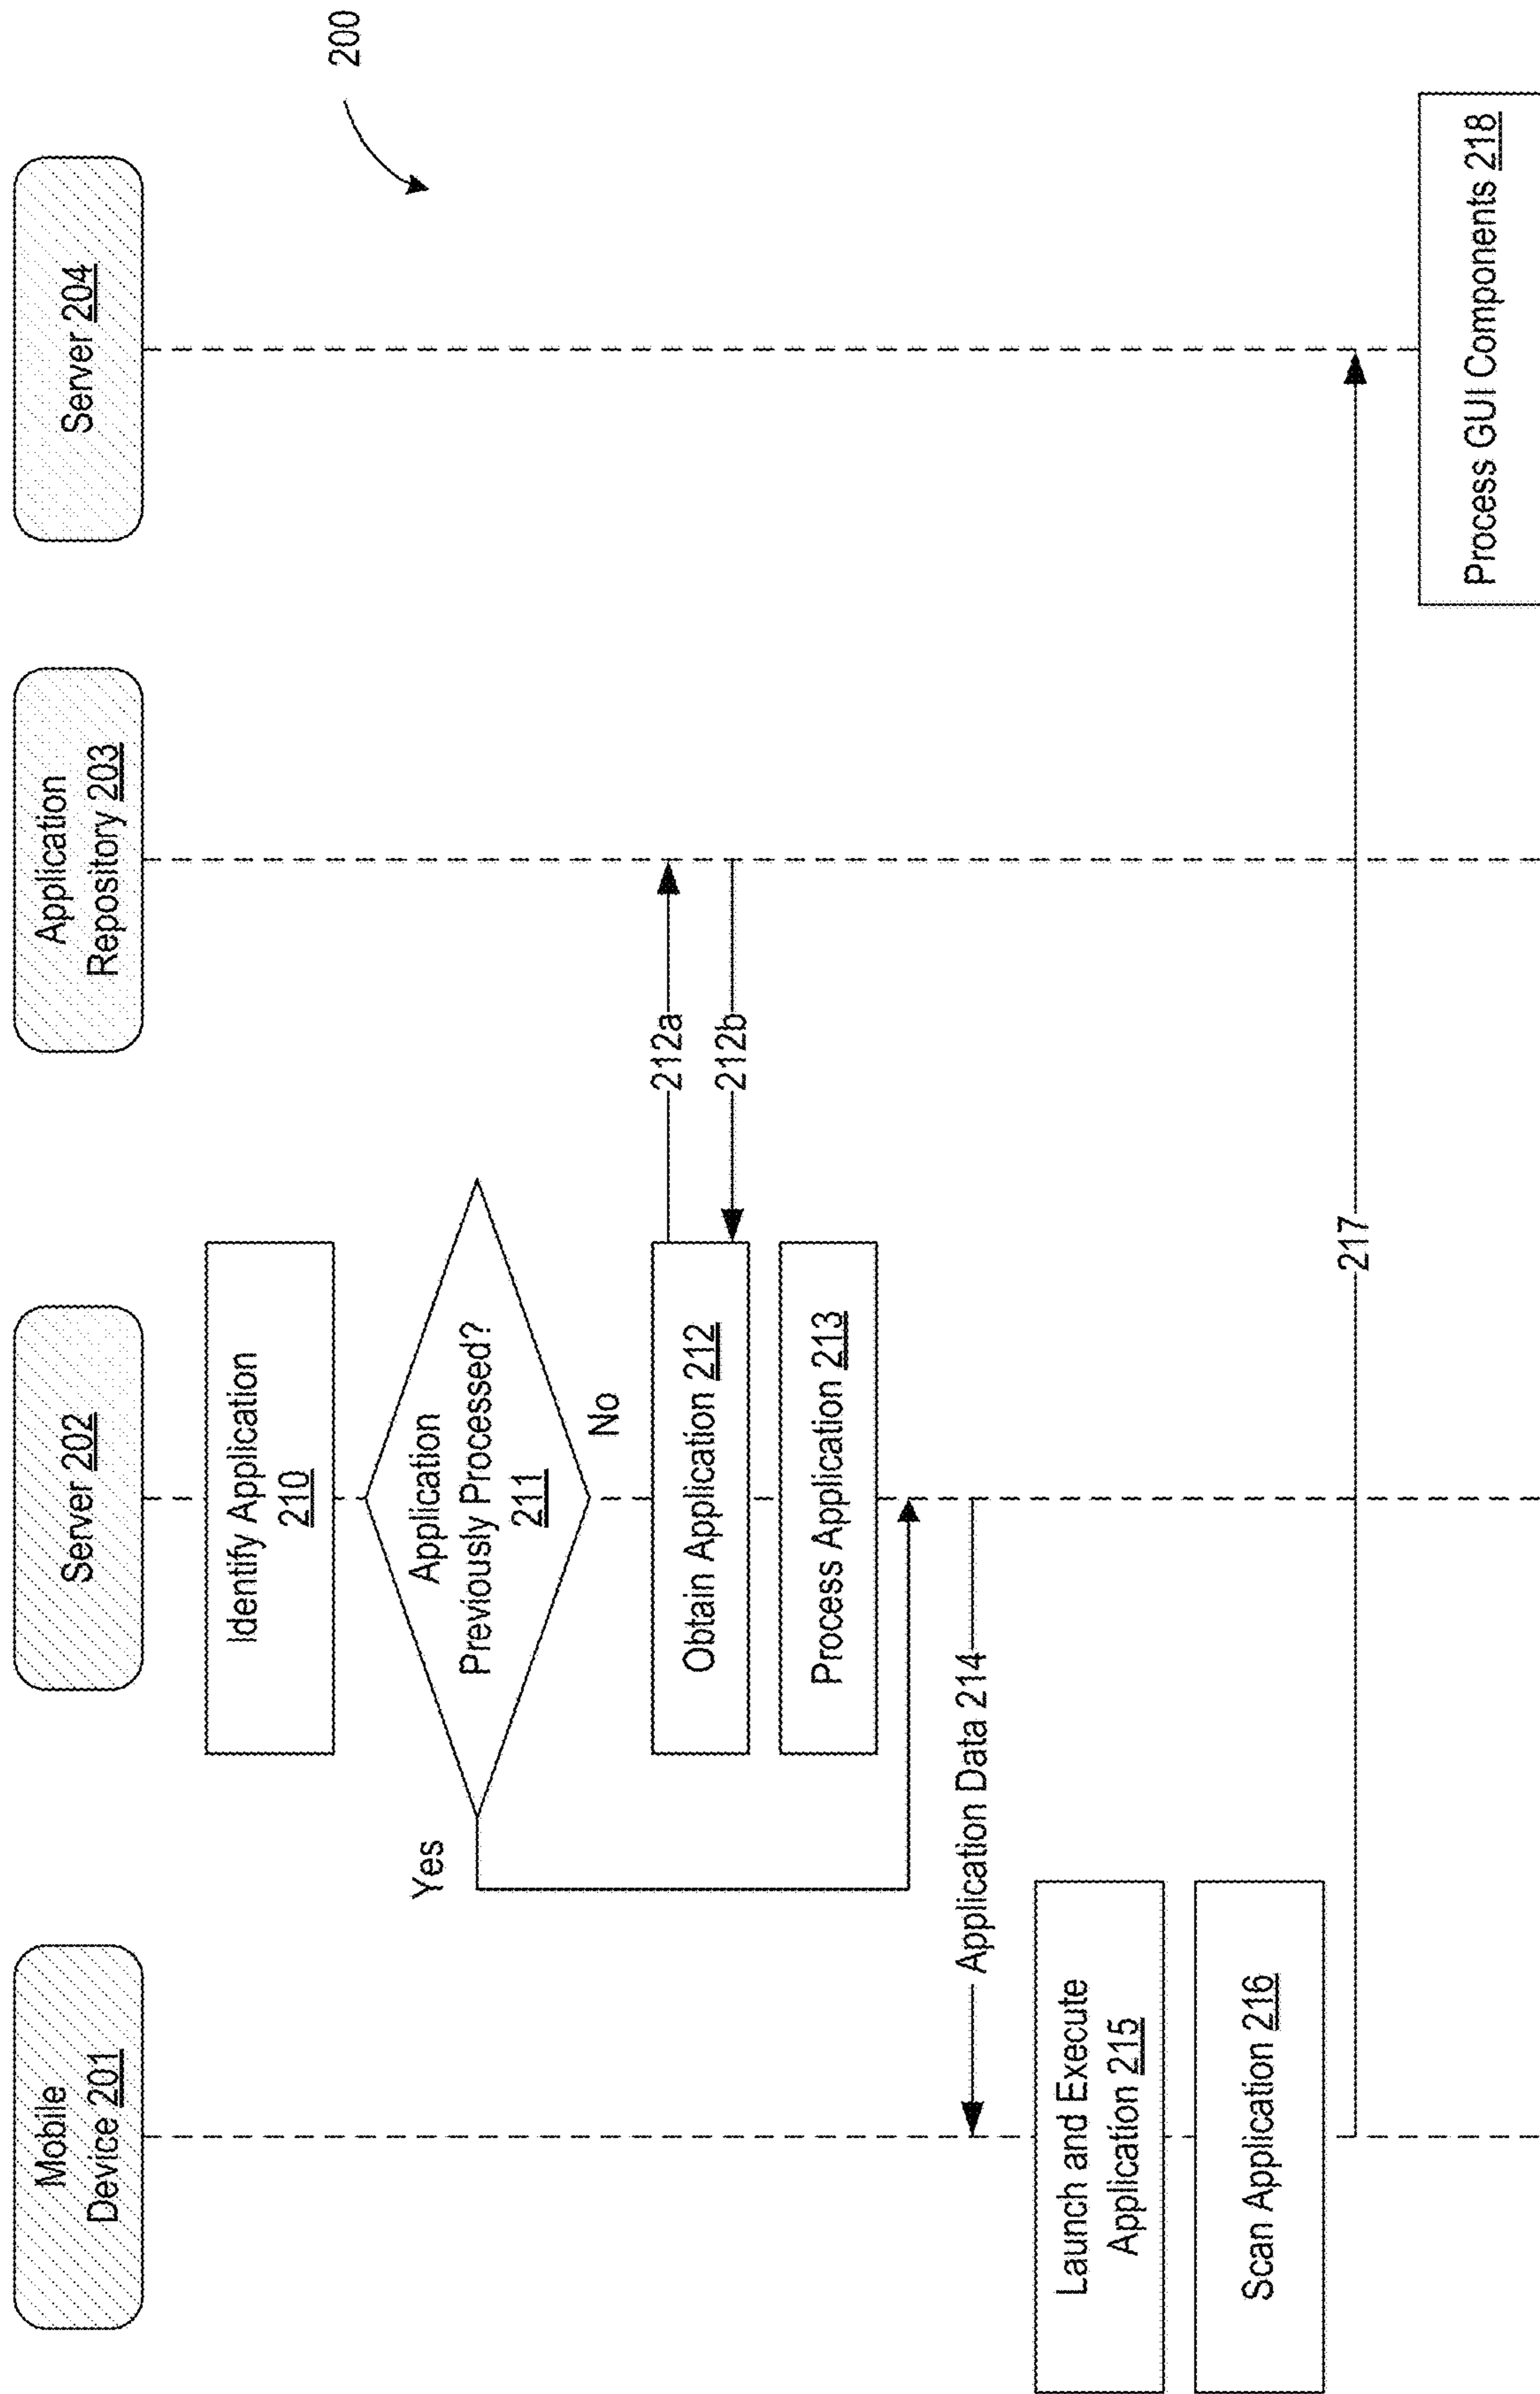 Mobile
Device 201
Server 202
Application
Repository 203
Server 204
200
Identify Application
210
Application
Previously Processed?
211
Yes
No
Obtain Application 212
212a
212b
Process Application 213
Application Data 214
Launch and Execute
Application 215
Scan Application 216
217
Process GUI Components 218